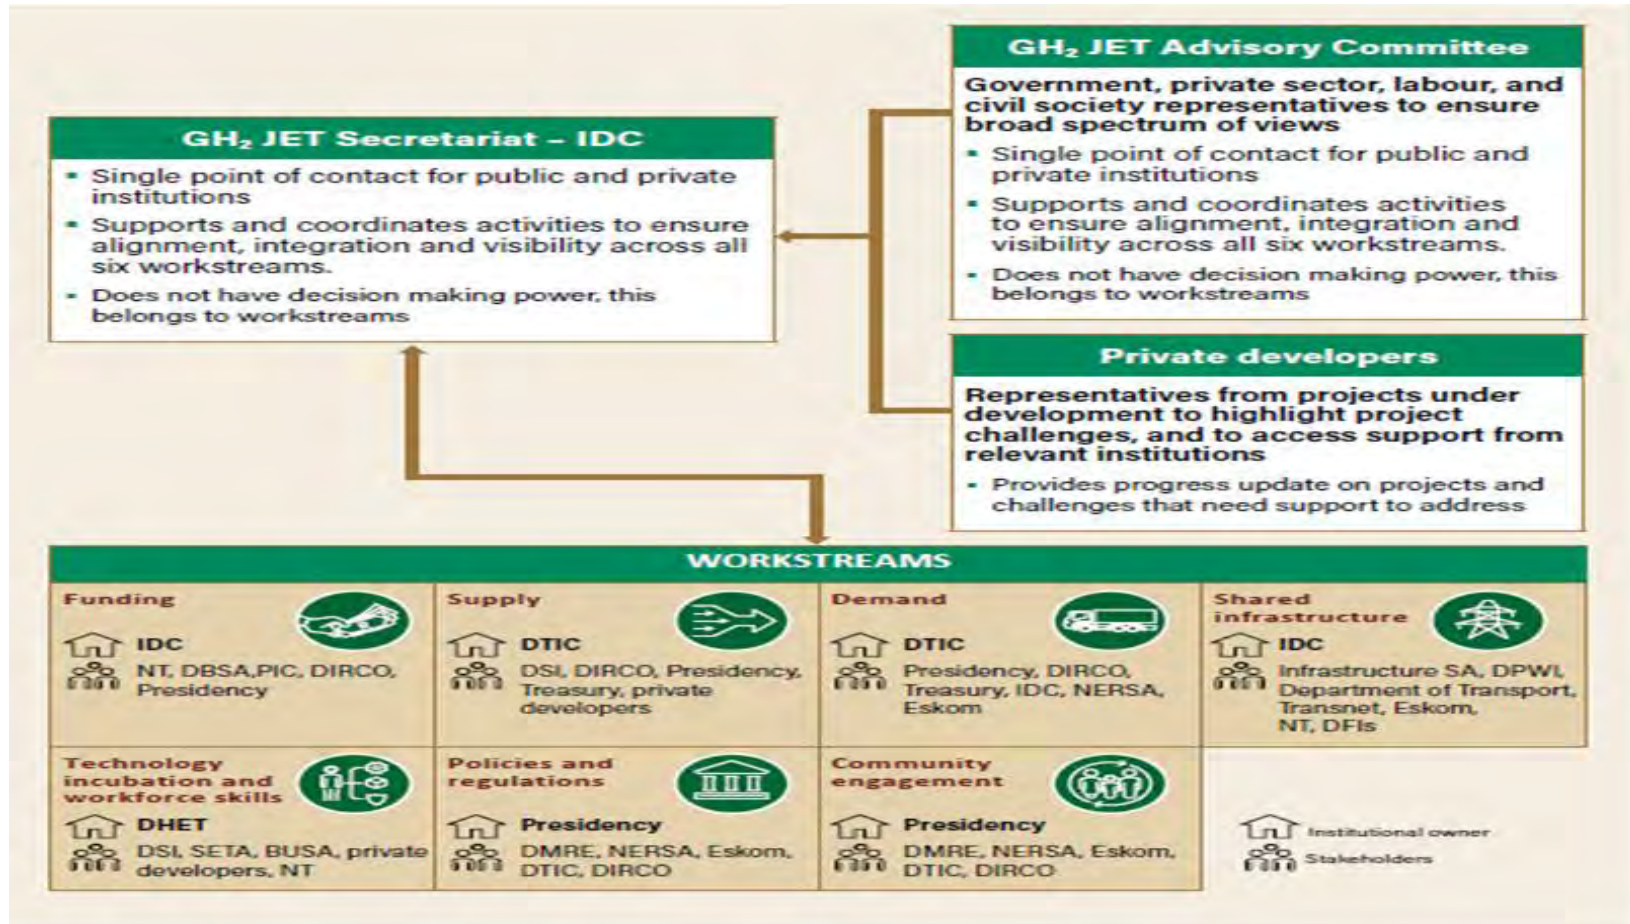 GH₂ JET Advisory Committee
Government, private sector, labour, and
civil society representatives to ensure
broad spectrum of views
▪ Single point of contact for public and
private institutions
▪ Supports and coordinates activities
to ensure alignment, integration and
visibility across all six workstreams.
▪ Does not have decision making power, this
belongs to workstreams
GH₂ JET Secretariat – IDC
▪ Single point of contact for public and private
institutions
▪ Supports and coordinates activities to ensure
alignment, integration and visibility across all
six workstreams.
▪ Does not have decision making power, this
belongs to workstreams
Private developers
Representatives from projects under
development to highlight project
challenges, and to access support from
relevant institutions
▪ Provides progress update on projects and
challenges that need support to address
WORKSTREAMS
Funding
IDC
NT, DBSA,PIC, DIRCO,
Presidency
Supply
DTIC
DSI, DIRCO, Presidency,
Treasury, private
developers
Demand
DTIC
Presidency, DIRCO,
Treasury, IDC, NERSA,
Eskom
Shared
infrastructure
IDC
Infrastructure SA, DPWI,
Department of Transport,
Transnet, Eskom,
NT, DFIs
Technology
incubation and
workforce skills
DHET
DSI, SETA, BUSA, private
developers, NT
Policies and
regulations
Presidency
DMRE, NERSA, Eskom,
DTIC, DIRCO
Community
engagement
Presidency
DMRE, NERSA, Eskom,
DTIC, DIRCO
Institutional owner
Stakeholders